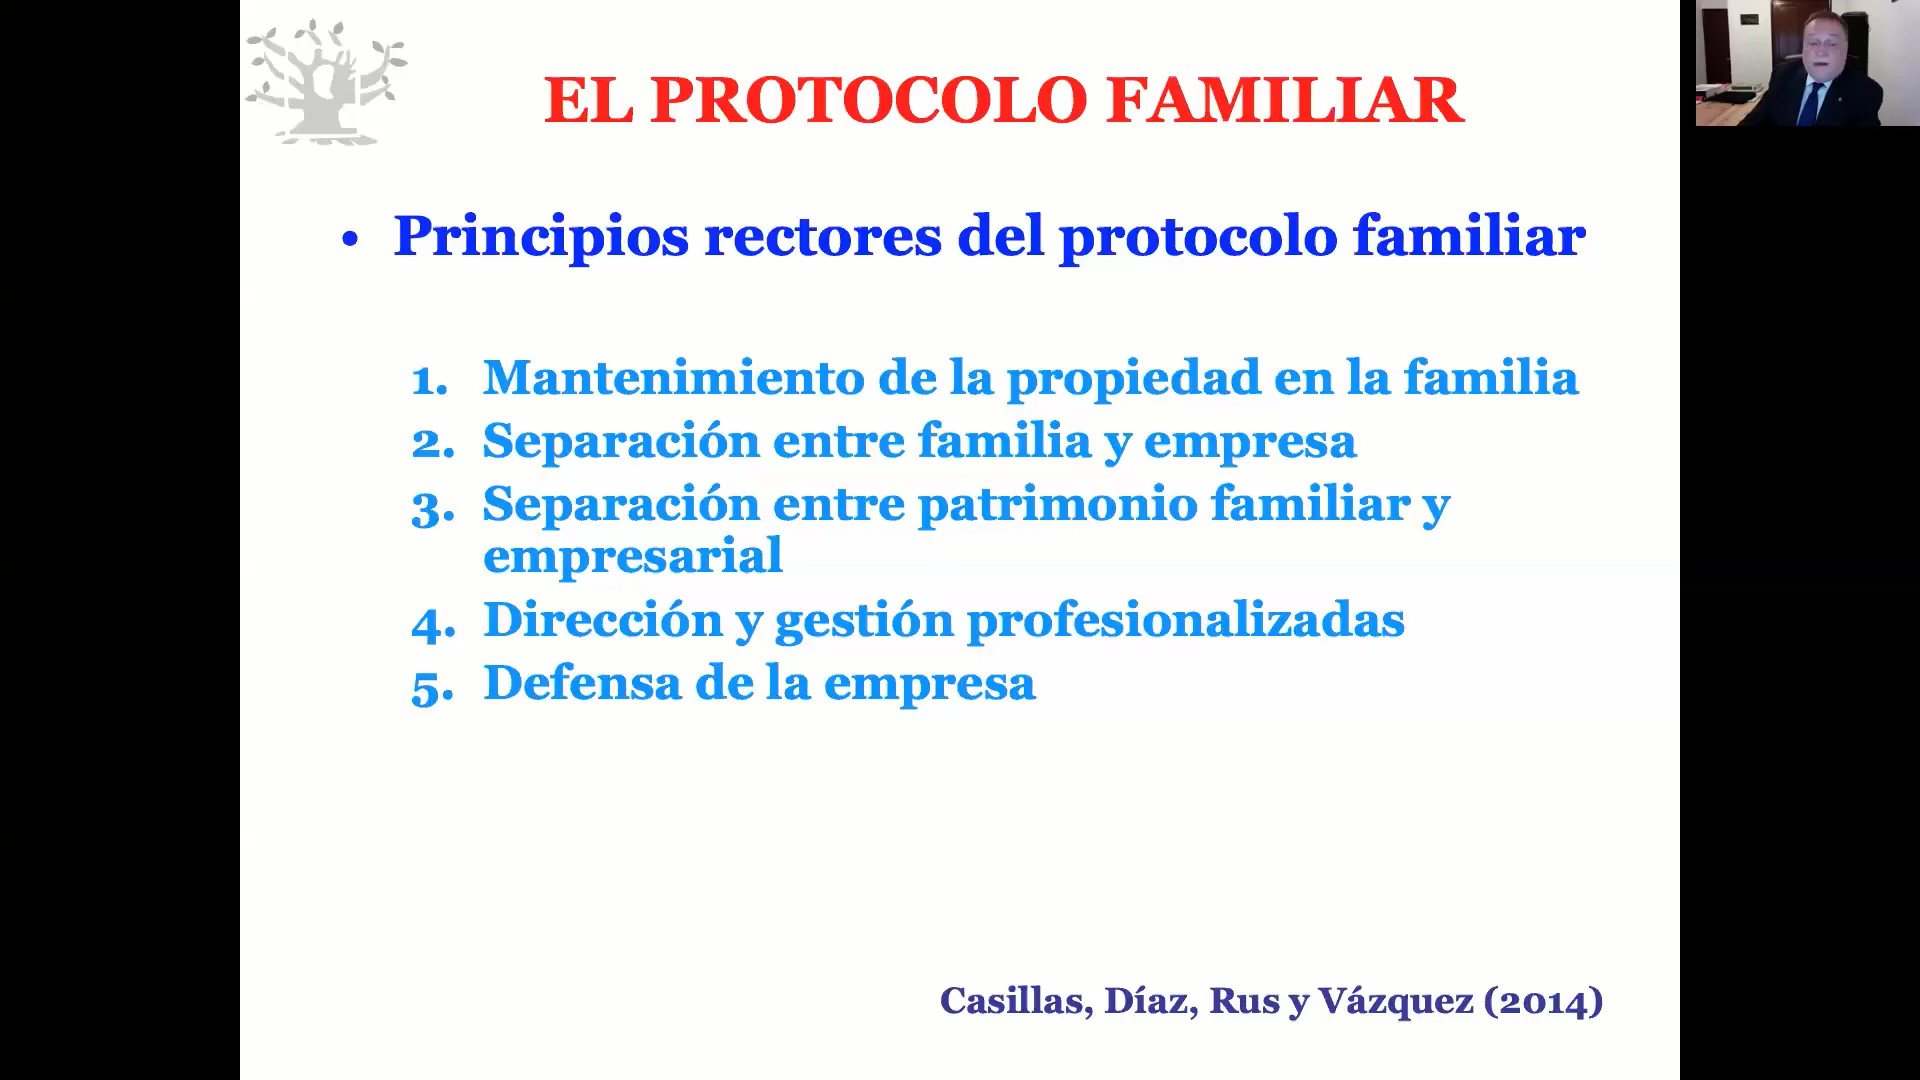 EL PROTOCOLO FAMILIAR
• Principios rectores del protocolo familiar
1. Mantenimiento de la propiedad en la familia
2. Separación entre familia y empresa
3. Separación entre patrimonio familiar y
empresarial
4. Dirección y gestión profesionalizadas
5. Defensa de la empresa
Casillas, Díaz, Rus y Vázquez (2014)